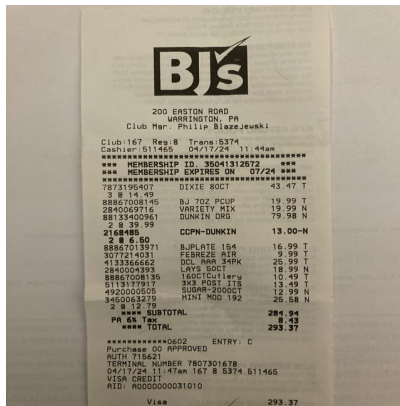 BJ's
200 EASTON ROAD
WARRINGTON, PA
Club Mgr. Philip Blazejewski
Club:167 Reg:8 Trans:5374
Cashier:511465 04/17/24 11:44am
*** MEMBERSHIP ID. 35041312572 ***
*** MEMBERSHIP EXPIRES ON 07/24 ***
7873195407 DIXIE 80CT 43.47 T
3 @ 14.49
88867008145 BJ 7OZ PCUP 19.99 T
2840069716 VARIETY MIX 19.99 N
88133400961 DUNKIN ORG 79.98 N
2 @ 39.99
2168485 CCPN-DUNKIN 13.00-N
2 @ 6.50
88867013971 BJPLATE 154 16.99 T
3077214031 FEBREZE AIR 9.99 T
4133366662 DCL AAA 34PK 25.99 T
2840004393 LAYS 50CT 18.99 N
88867008135 160CTCutlery 10.49 T
5113177917 3X3 POST ITS 13.49 T
4920000505 SUGAR-2000CT 12.99 N
3450063279 MINI MOO 192 25.58 N
2 @ 12.79
**** SUBTOTAL 284.94
PA 6% Tax 8.43
**** TOTAL 293.37
************0602 ENTRY: C
Purchase 00 APPROVED
AUTH 715621
TERMINAL NUMBER 7807301678
04/17/24 11:47am 167 8 5374 511465
VISA CREDIT
AID: A0000000031010
Visa 293.37